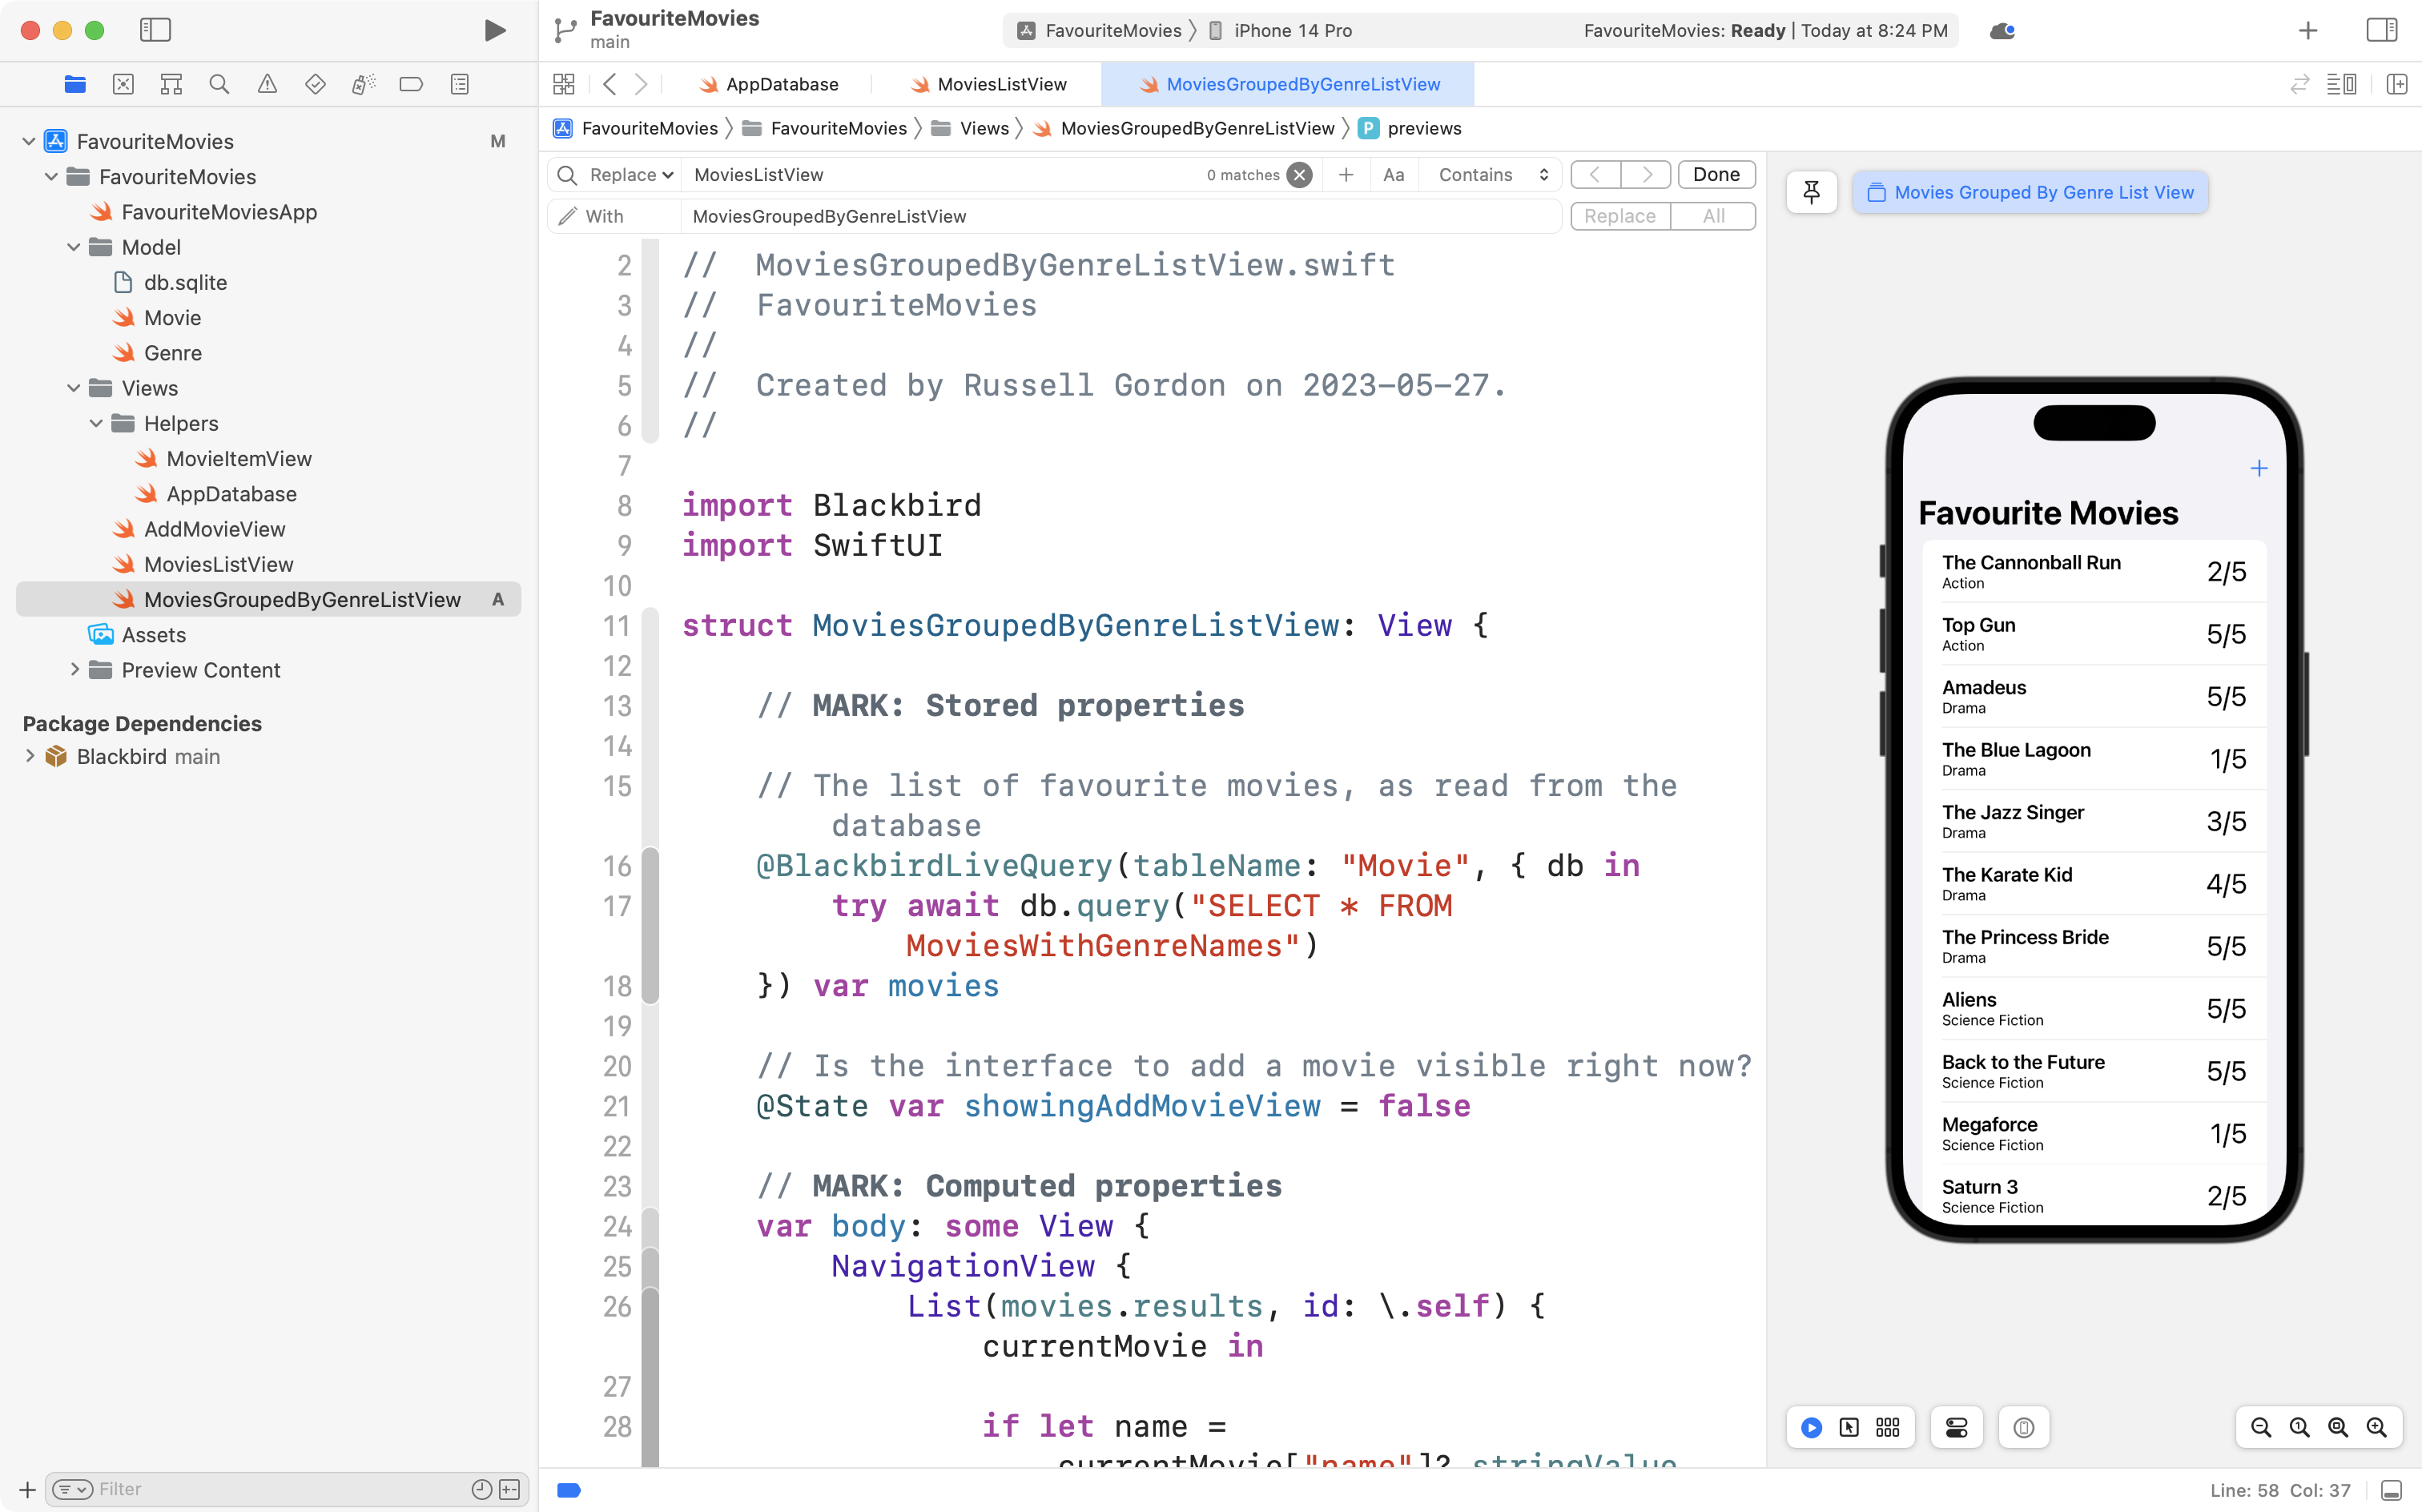 FavouriteMovies
main
FavouriteMovies
iPhone 14 Pro
FavouriteMovies: Ready | Today at 8:24 PM
AppDatabase
MoviesListView
MoviesGroupedByGenreListView
FavouriteMovies
FavouriteMovies
Views
MoviesGroupedByGenreListView
P
previews
FavouriteMovies
M
FavouriteMovies
FavouriteMoviesApp
Model
db.sqlite
Movie
Genre
Views
Helpers
MovieItemView
AppDatabase
AddMovieView
MoviesListView
MoviesGroupedByGenreListView
A
Assets
Preview Content
Package Dependencies
Blackbird main
Filter
Replace
MoviesListView
0 matches
Aa
Contains
Done
With
MoviesGroupedByGenreListView
Replace
All
2 // MoviesGroupedByGenreListView.swift
3 // FavouriteMovies
4 //
5 // Created by Russell Gordon on 2023-05-27.
6 //
7
8 import Blackbird
9 import SwiftUI
10
11 struct MoviesGroupedByGenreListView: View {
12
13 // MARK: Stored properties
14
15 // The list of favourite movies, as read from the
database
16 @BlackbirdLiveQuery(tableName: "Movie", { db in
17 try await db.query("SELECT * FROM
MoviesWithGenreNames")
18 }) var movies
19
20 // Is the interface to add a movie visible right now?
21 @State var showingAddMovieView = false
22
23 // MARK: Computed properties
24 var body: some View {
25 NavigationView {
26 List(movies.results, id: \.self) {
currentMovie in
27
28 if let name =
currentMovie["name"]?.stringValue
Movies Grouped By Genre List View
Favourite Movies
The Cannonball Run
Action
2/5
Top Gun
Action
5/5
Amadeus
Drama
5/5
The Blue Lagoon
Drama
1/5
The Jazz Singer
Drama
3/5
The Karate Kid
Drama
4/5
The Princess Bride
Drama
5/5
Aliens
Science Fiction
5/5
Back to the Future
Science Fiction
5/5
Megaforce
Science Fiction
1/5
Saturn 3
Science Fiction
2/5
Line: 58 Col: 37